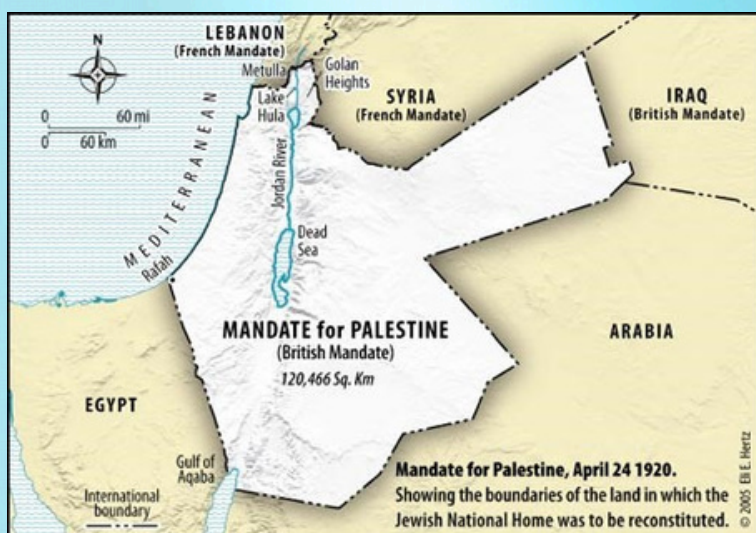 LEBANON
(French Mandate)
Metulla
Golan
Heights
N
0 60 mi
0 60 km
Lake
Hula
SYRIA
(French Mandate)
IRAQ
(British Mandate)
MEDITERRANEAN
Jordan River
Dead
Sea
Rafah
MANDATE for PALESTINE
(British Mandate)
120,466 Sq. Km
ARABIA
EGYPT
Gulf of
Aqaba
International
boundary
Mandate for Palestine, April 24 1920.
Showing the boundaries of the land in which the
Jewish National Home was to be reconstituted.
© 2005 Eli E. Hertz